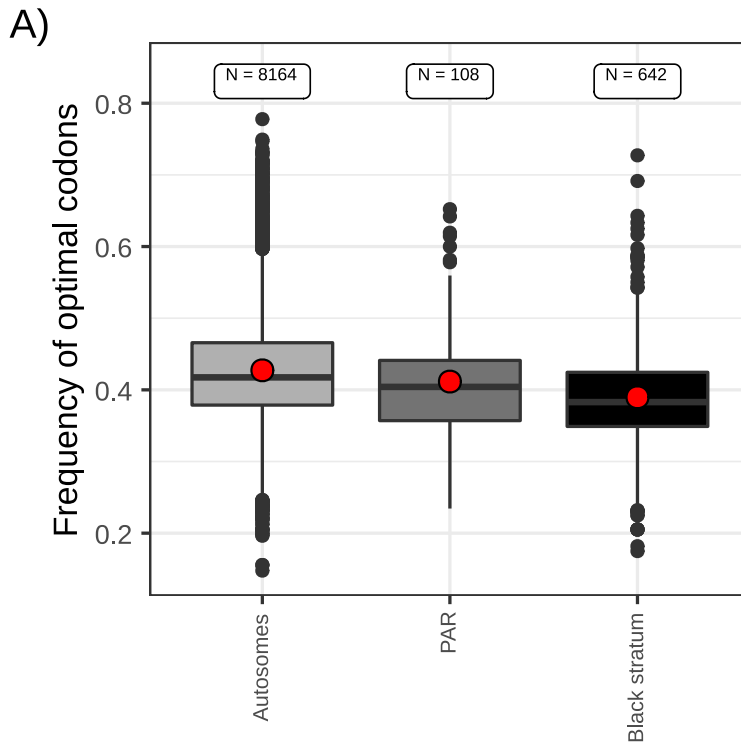 A)
N = 8164
N = 108
N = 642
Frequency of optimal codons
0.8
0.6
0.4
0.2
Autosomes
PAR
Black stratum